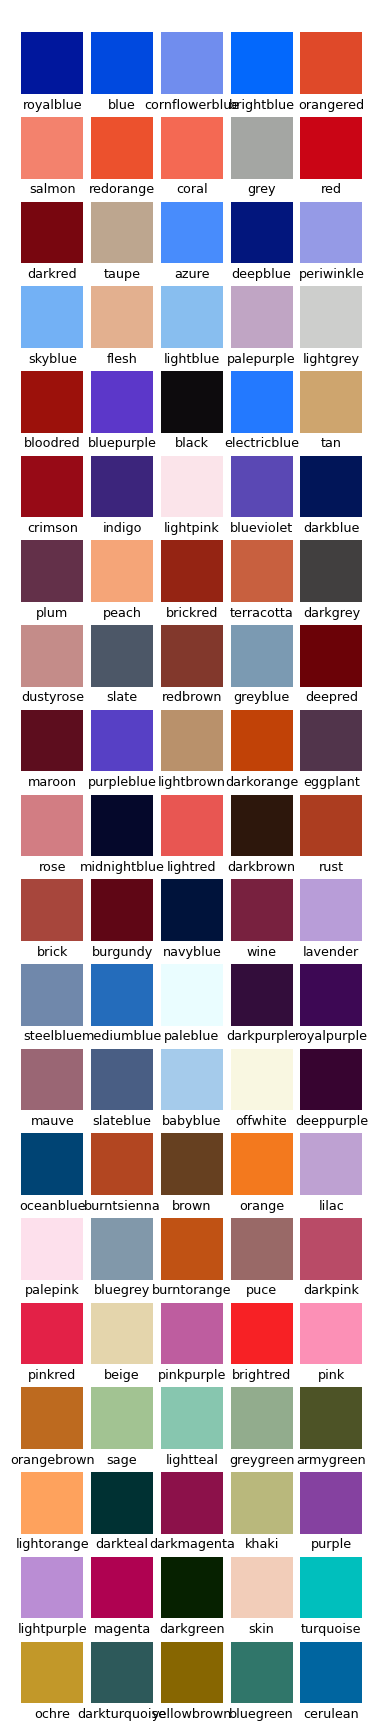 royalblue blue cornflowerblue brightblue orangered
salmon redorange coral grey red
darkred taupe azure deepblue periwinkle
skyblue flesh lightblue palepurple lightgrey
bloodred bluepurple black electricblue tan
crimson indigo lightpink blueviolet darkblue
plum peach brickred terracotta darkgrey
dustyrose slate redbrown greyblue deepred
maroon purpleblue lightbrown darkorange eggplant
rose midnightblue lightred darkbrown rust
brick burgundy navyblue wine lavender
steelblue mediumblue paleblue darkpurple royalpurple
mauve slateblue babyblue offwhite deeppurple
oceanblue burntsienna brown orange lilac
palepink bluegrey burntorange puce darkpink
pinkred beige pinkpurple brightred pink
orangebrown sage lightteal greygreen armygreen
lightorange darkteal darkmagenta khaki purple
lightpurple magenta darkgreen skin turquoise
ochre darkturquoise yellowbrown bluegreen cerulean